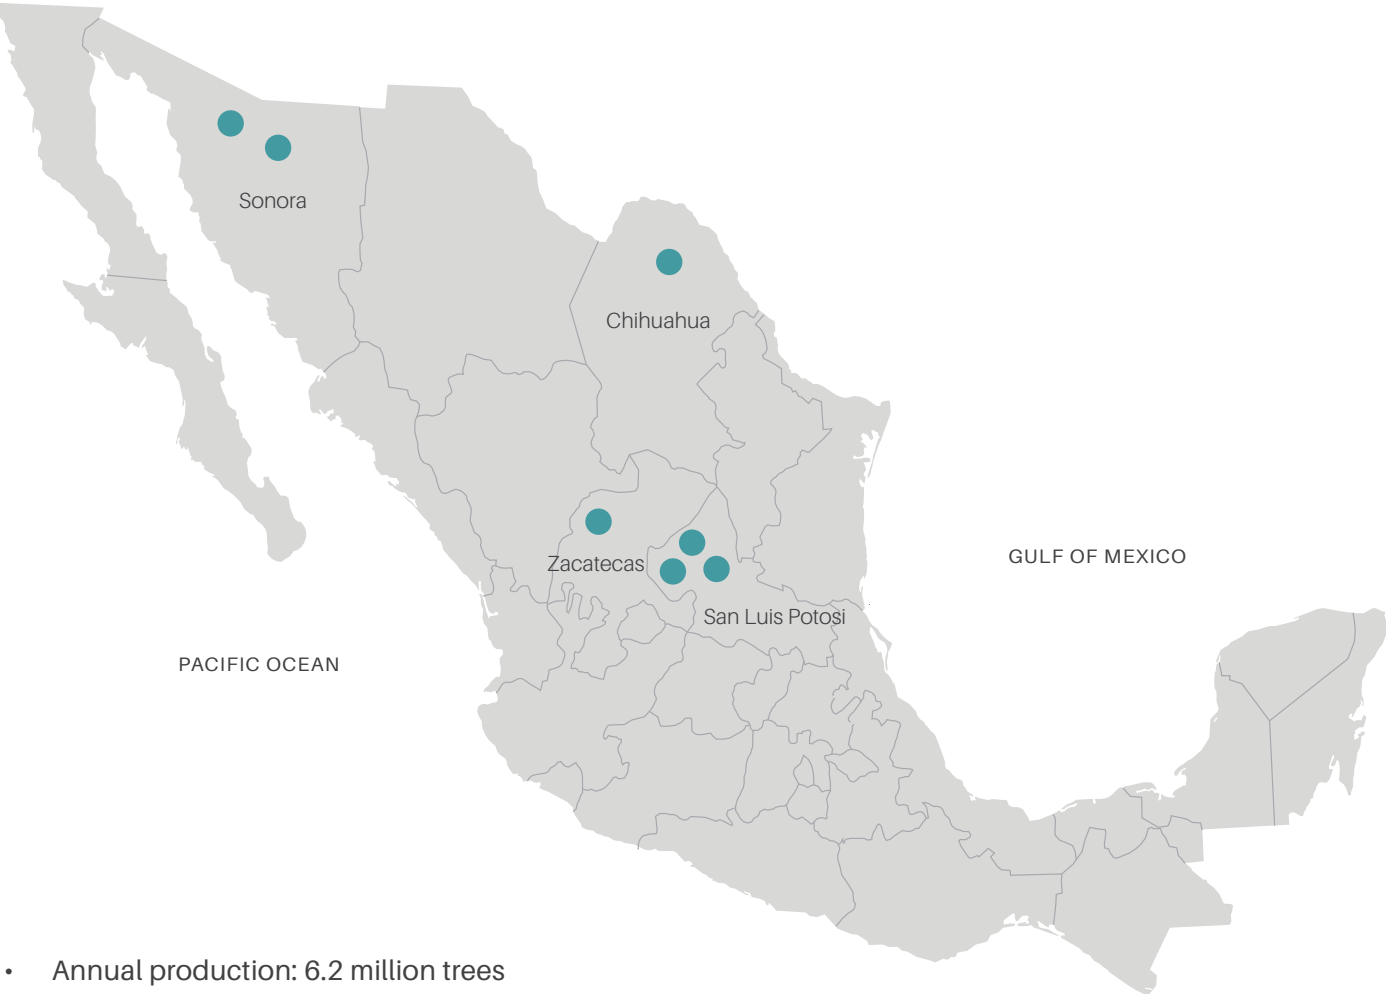 Sonora
Chihuahua
Zacatecas
GULF OF MEXICO
San Luis Potosi
PACIFIC OCEAN
• Annual production: 6.2 million trees